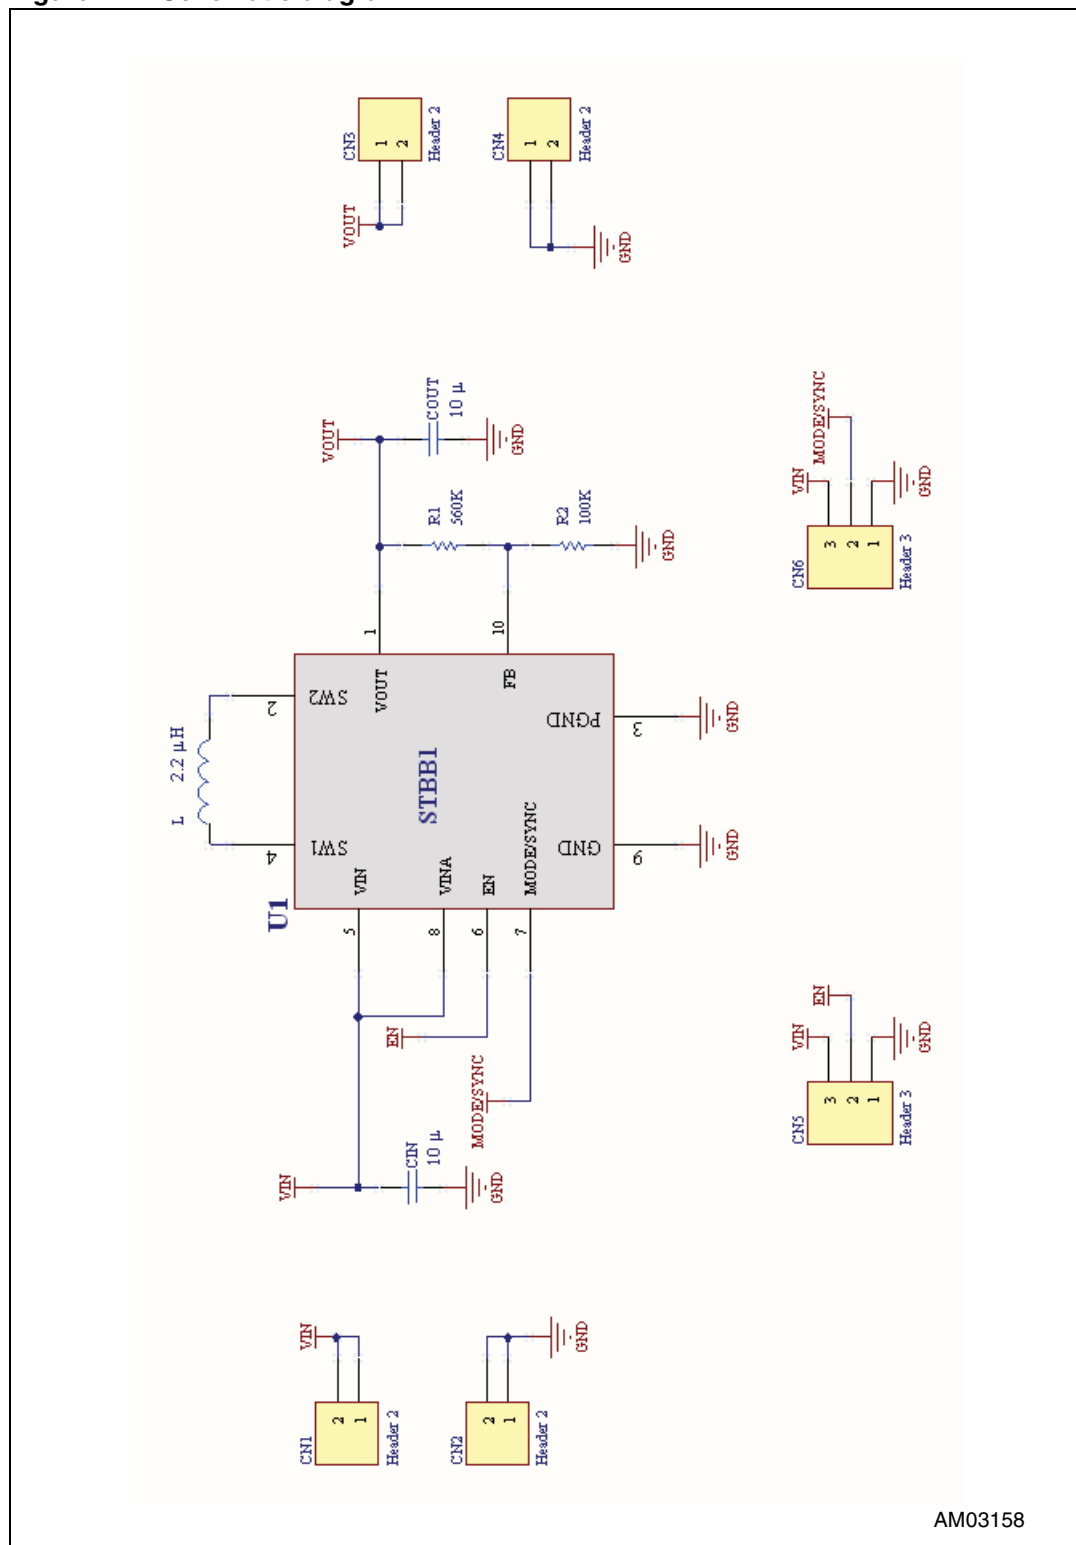 Figure Schematic diagram
CN3
1
2
Header 2
VOUT
CN4
1
2
Header 2
GND
VOUT
COUT
10 µ
GND
R1
560K
R2
100K
GND
MODE/SYNC
VIN
GND
CN6
3
2
1
Header 3
L
2.2 µH
U1
STBB1
2
SW2
4
SW1
1
VOUT
10
FB
3
PGND
GND
9
GND
GND
5
VIN
8
VINA
6
EN
7
MODE/SYNC
EN
MODE/SYNC
VIN
CIN
10 µ
GND
EN
VIN
GND
CN5
3
2
1
Header 3
VIN
CN1
2
1
Header 2
GND
CN2
2
1
Header 2
AM03158